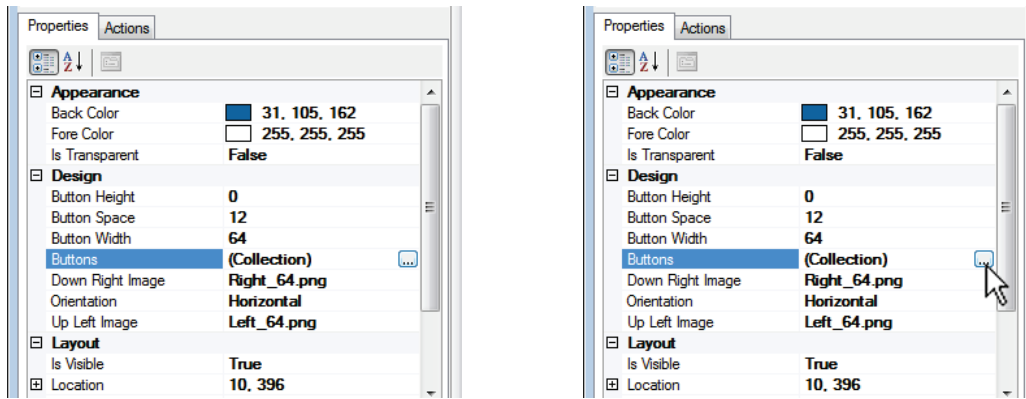 Properties Actions
Appearance
Back Color 31, 105, 162
Fore Color 255, 255, 255
Is Transparent False
Design
Button Height 0
Button Space 12
Button Width 64
Buttons (Collection) ...
Down Right Image Right_64.png
Orientation Horizontal
Up Left Image Left_64.png
Layout
Is Visible True
Location 10, 396
Properties Actions
Appearance
Back Color 31, 105, 162
Fore Color 255, 255, 255
Is Transparent False
Design
Button Height 0
Button Space 12
Button Width 64
Buttons (Collection) ...
Down Right Image Right_64.png
Orientation Horizontal
Up Left Image Left_64.png
Layout
Is Visible True
Location 10, 396